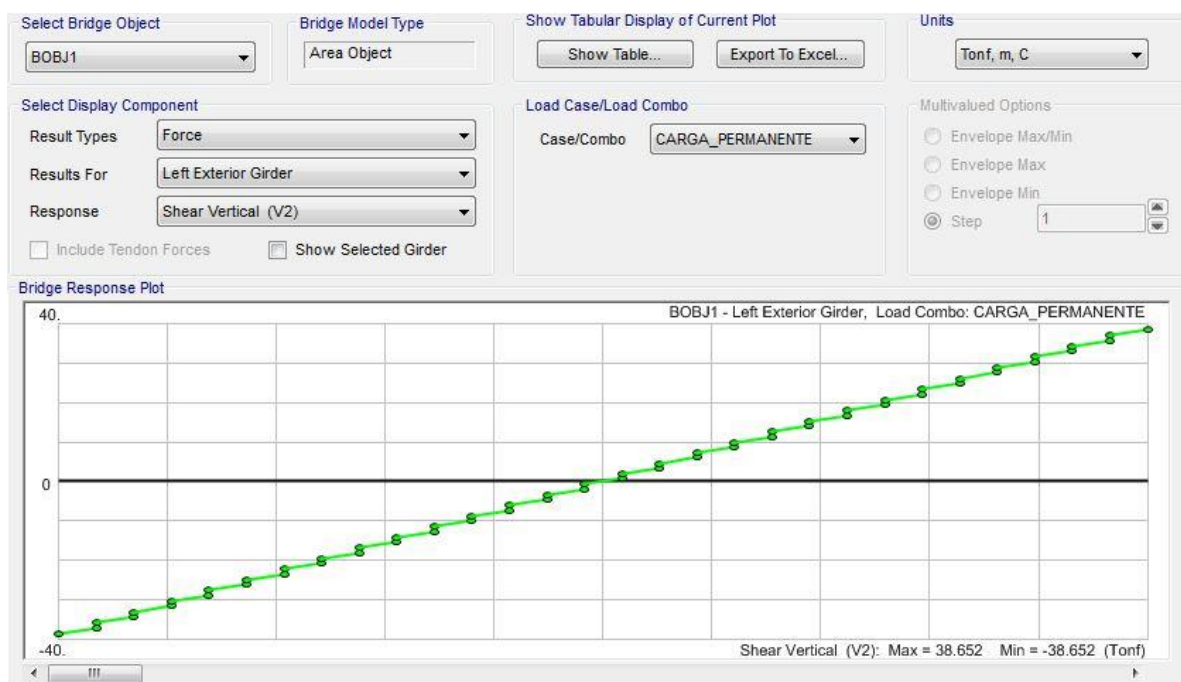 Select Bridge Object
BOBJ1
Bridge Model Type
Area Object
Show Tabular Display of Current Plot
Show Table...
Export To Excel...
Units
Tonf, m, C
Select Display Component
Result Types
Force
Results For
Left Exterior Girder
Response
Shear Vertical (V2)
Include Tendon Forces
Show Selected Girder
Load Case/Load Combo
Case/Combo
CARGA_PERMANENTE
Multivalued Options
Envelope Max/Min
Envelope Max
Envelope Min
Step
1
Bridge Response Plot
40.
BOBJ1 - Left Exterior Girder, Load Combo: CARGA_PERMANENTE
0
-40.
Shear Vertical (V2): Max = 38.652 Min = -38.652 (Tonf)